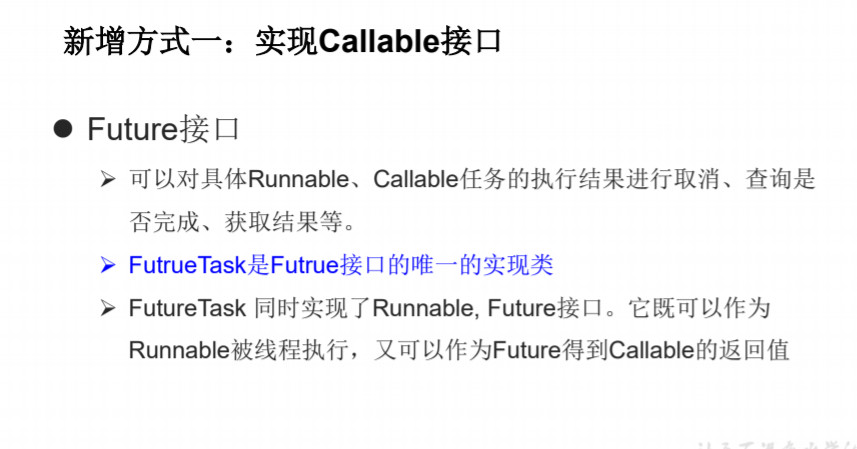 新增方式一：实现Callable接口
● Future接口
➢ 可以对具体Runnable、Callable任务的执行结果进行取消、查询是
否完成、获取结果等。
➢ FutrueTask是Futrue接口的唯一的实现类
➢ FutureTask 同时实现了Runnable, Future接口。它既可以作为
Runnable被线程执行，又可以作为Future得到Callable的返回值